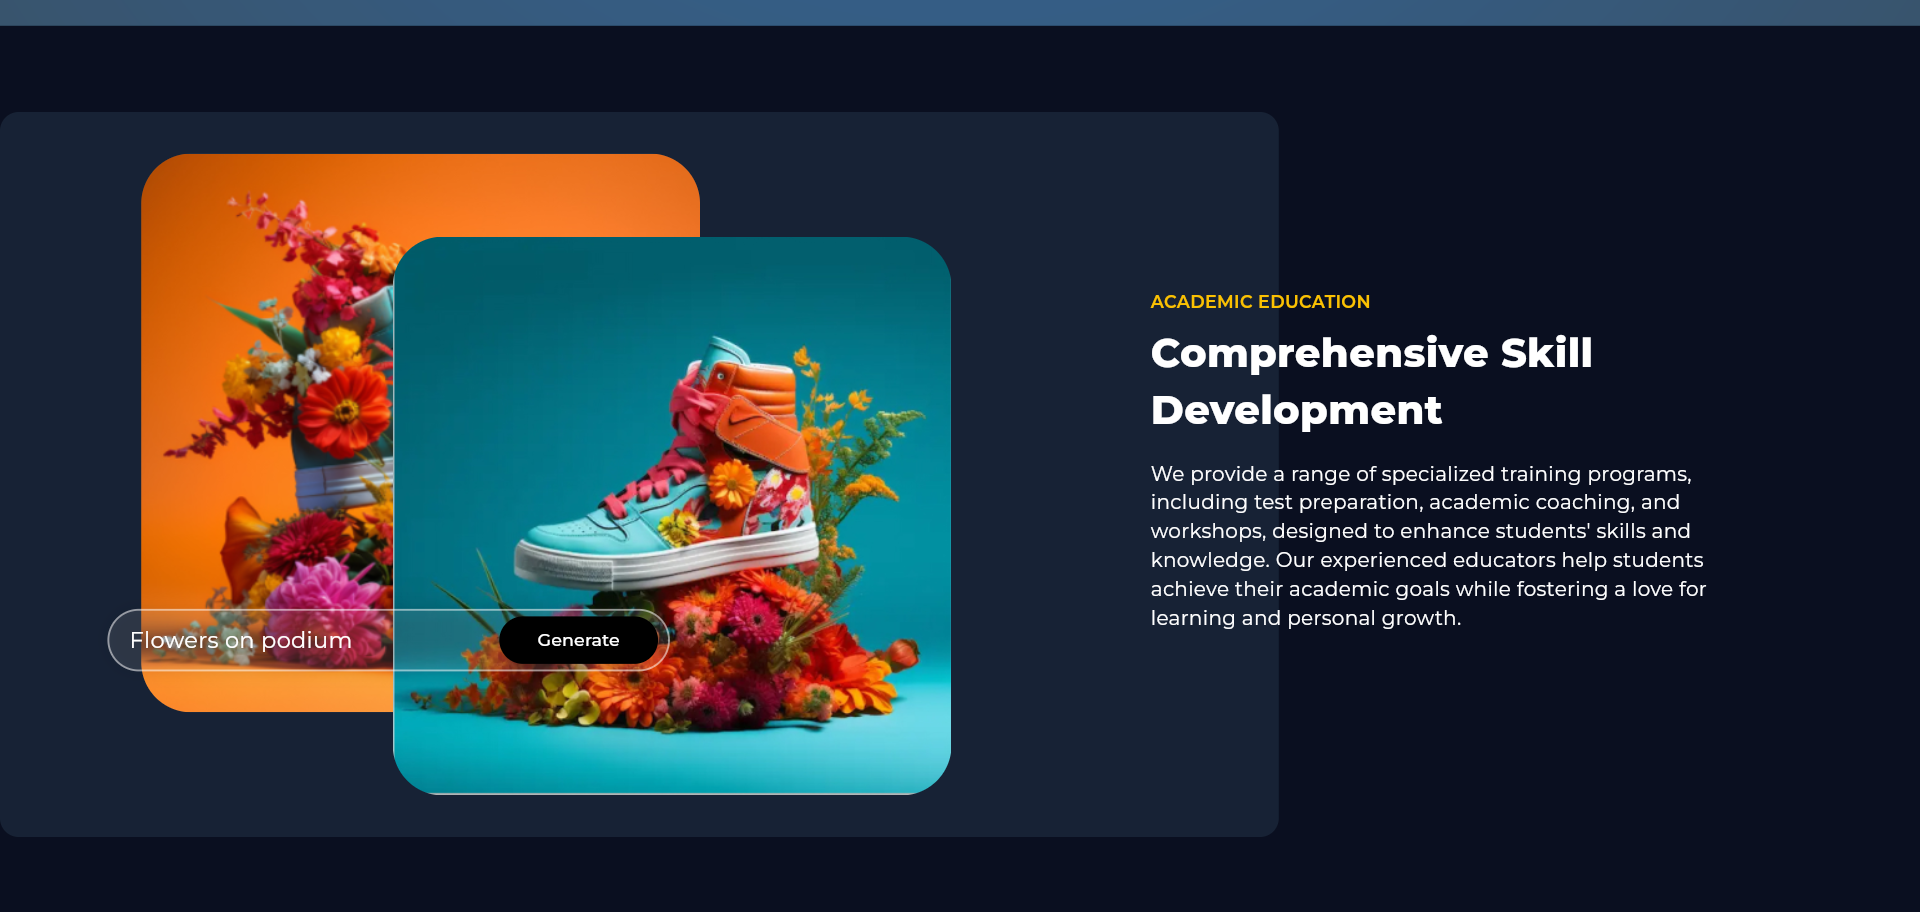 ACADEMIC EDUCATION
Comprehensive Skill
Development
We provide a range of specialized training programs,
including test preparation, academic coaching, and
workshops, designed to enhance students' skills and
knowledge. Our experienced educators help students
achieve their academic goals while fostering a love for
learning and personal growth.
Flowers on podium
Generate